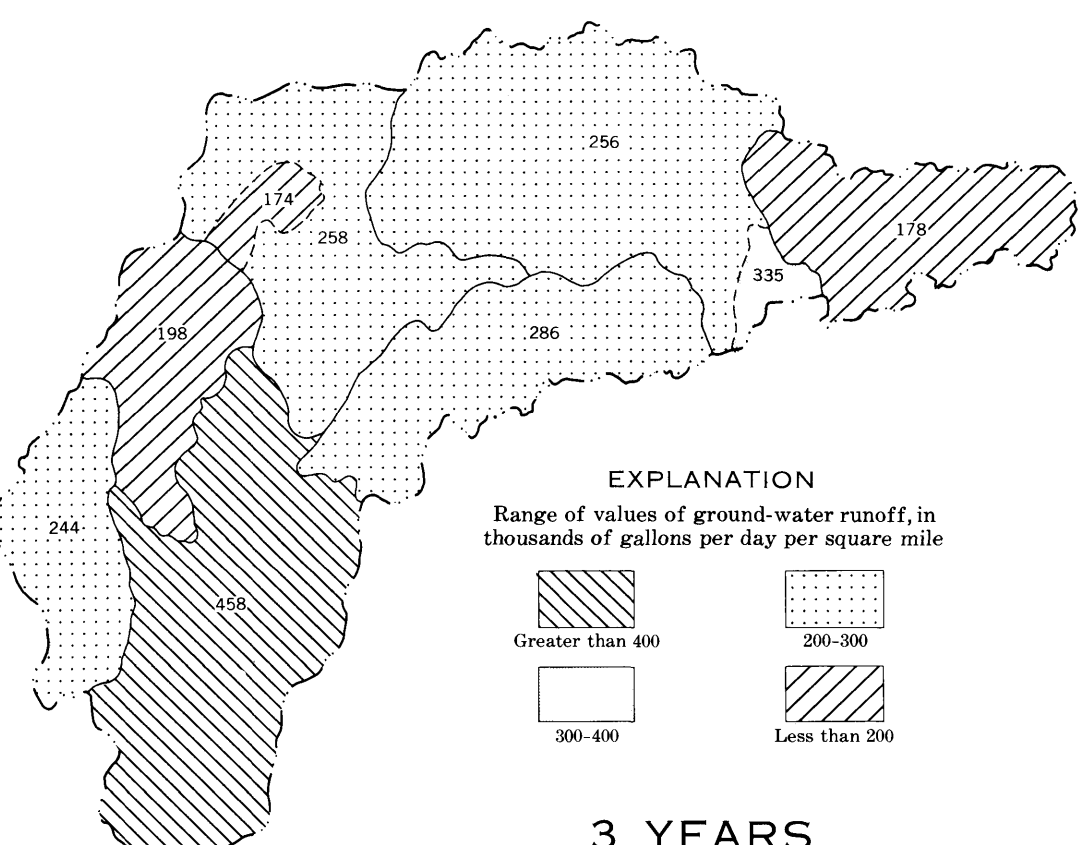 256
174
178
258
335
198
286
EXPLANATION
Range of values of ground-water runoff, in
thousands of gallons per day per square mile
244
458
Greater than 400
200-300
300-400
Less than 200
3 YEARS